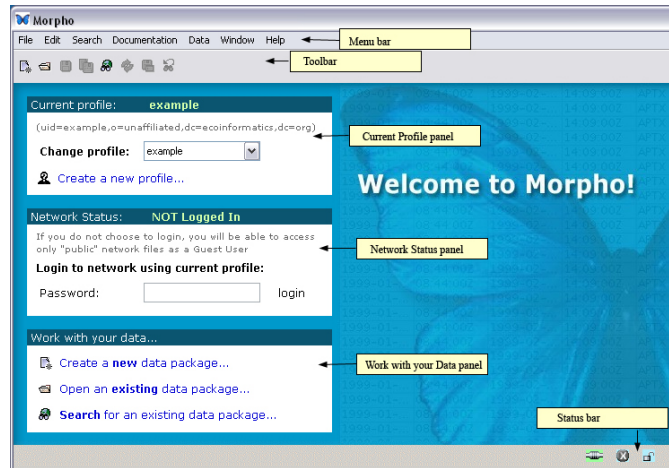 Morpho
File Edit Search Documentation Data Window Help
Menu bar
Toolbar
Current profile: example
(uid=example,o=unaffiliated,dc=ecoinformatics,dc=org)
Change profile: example
Create a new profile...
Current Profile panel
Welcome to Morpho!
Network Status: NOT Logged In
If you do not choose to login, you will be able to access
only "public" network files as a Guest User
Login to network using current profile:
Password: login
Network Status panel
Work with your data...
Create a new data package...
Open an existing data package...
Search for an existing data package...
Work with your Data panel
Status bar